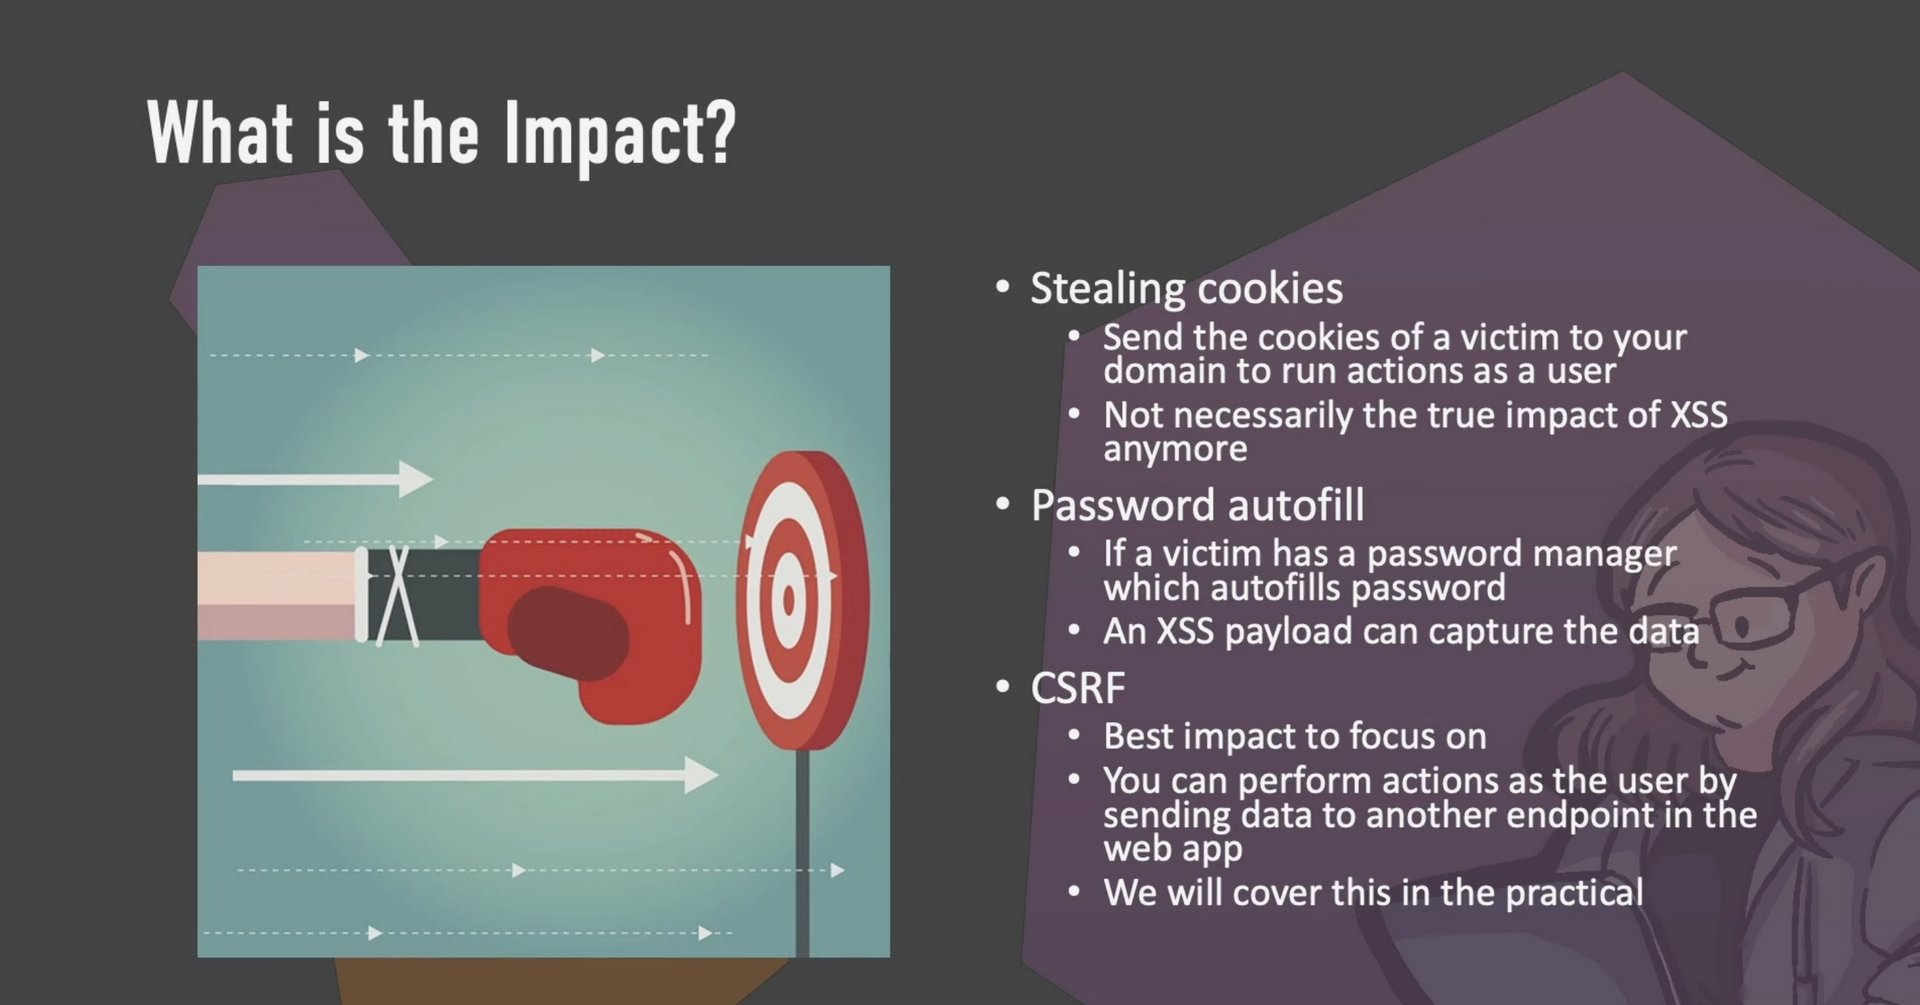 What is the Impact?
• Stealing cookies
• Send the cookies of a victim to your
domain to run actions as a user
• Not necessarily the true impact of XSS
anymore
• Password autofill
• If a victim has a password manager
which autofills password
• An XSS payload can capture the data
• CSRF
• Best impact to focus on
• You can perform actions as the user by
sending data to another endpoint in the
web app
• We will cover this in the practical